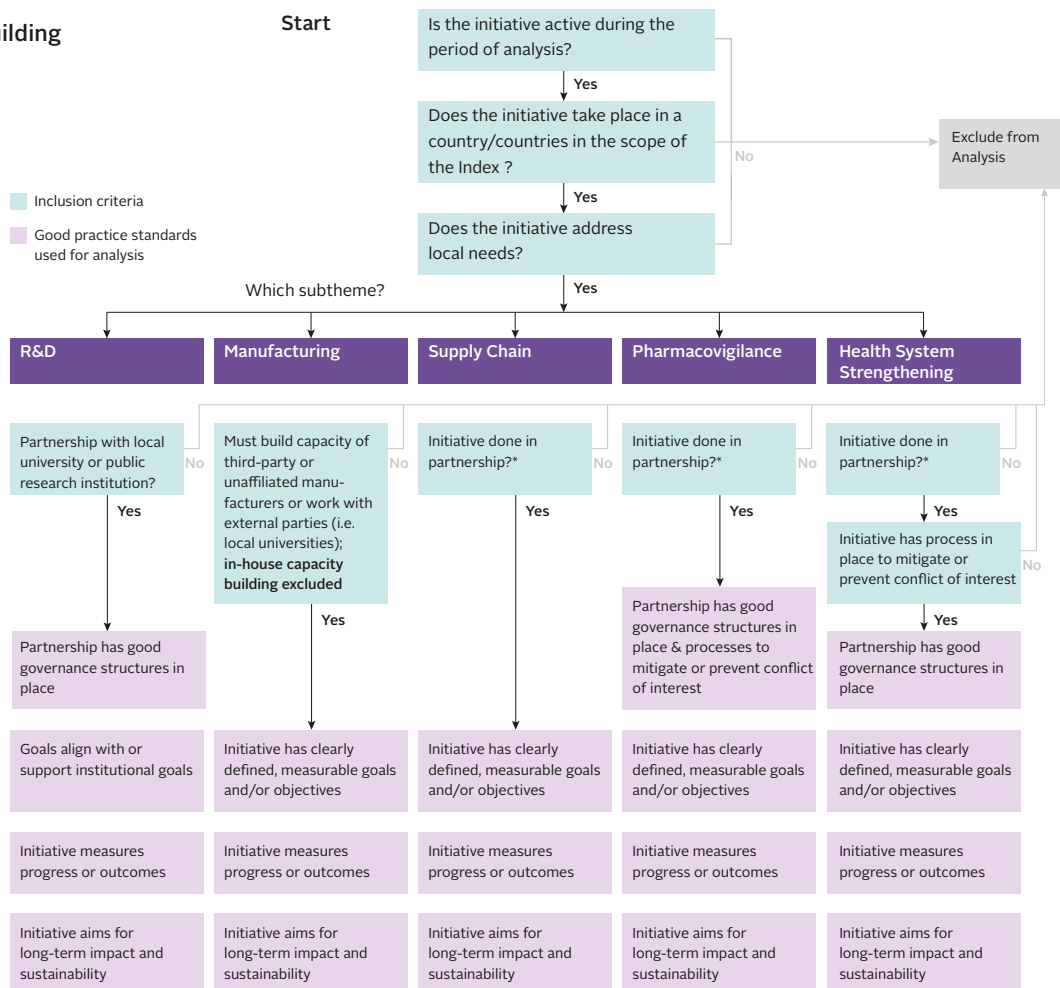 ilding
Start
Is the initiative active during the
period of analysis?
Yes
Does the initiative take place in a
country/countries in the scope of
the Index ?
No
Exclude from
Analysis
Yes
Inclusion criteria
Good practice standards
used for analysis
Does the initiative address
local needs?
Yes
Which subtheme?
R&D
Manufacturing
Supply Chain
Pharmacovigilance
Health System
Strengthening
Partnership with local
university or public
research institution?
No
Yes
Must build capacity of
third-party or
unaffiliated manu-
facturers or work with
external parties (i.e.
local universities);
in-house capacity
building excluded
No
Yes
Initiative done in
partnership?*
No
Yes
Initiative done in
partnership?*
No
Yes
Initiative done in
partnership?*
No
Yes
Initiative has process in
place to mitigate or
prevent conflict of interest
No
Yes
Partnership has good
governance structures in
place
Partnership has good
governance structures in
place & processes to
mitigate or prevent conflict
of interest
Partnership has good
governance structures in
place
Goals align with or
support institutional goals
Initiative has clearly
defined, measurable goals
and/or objectives
Initiative has clearly
defined, measurable goals
and/or objectives
Initiative has clearly
defined, measurable goals
and/or objectives
Initiative has clearly
defined, measurable goals
and/or objectives
Initiative measures
progress or outcomes
Initiative measures
progress or outcomes
Initiative measures
progress or outcomes
Initiative measures
progress or outcomes
Initiative measures
progress or outcomes
Initiative aims for
long-term impact and
sustainability
Initiative aims for
long-term impact and
sustainability
Initiative aims for
long-term impact and
sustainability
Initiative aims for
long-term impact and
sustainability
Initiative aims for
long-term impact and
sustainability